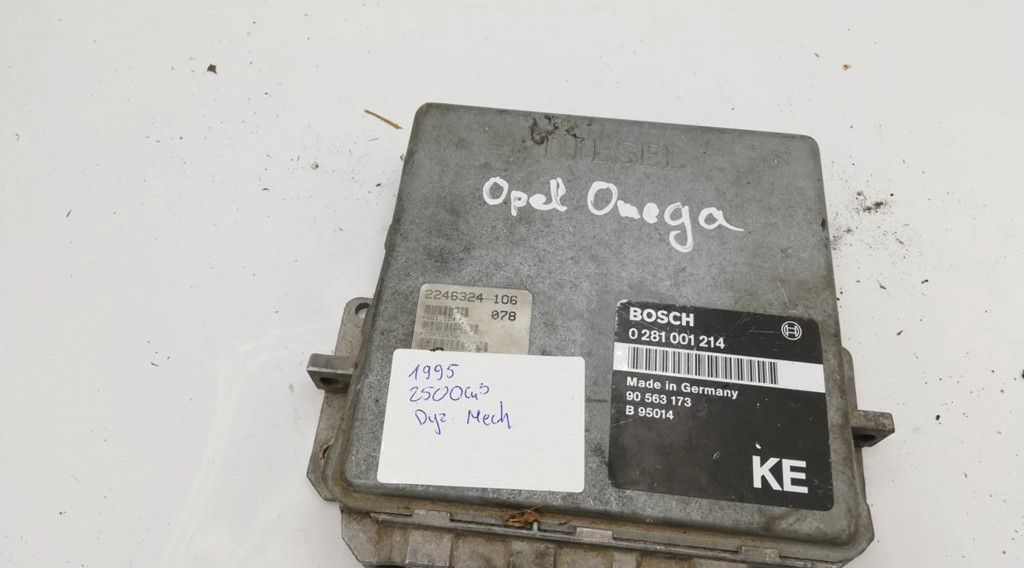 DIESEL
Opel Omega
2246324 106
078
BOSCH
0 281 001 214
Made in Germany
90 563 173
B 95014
KE
1995
2500cm³
Dyz. Mech